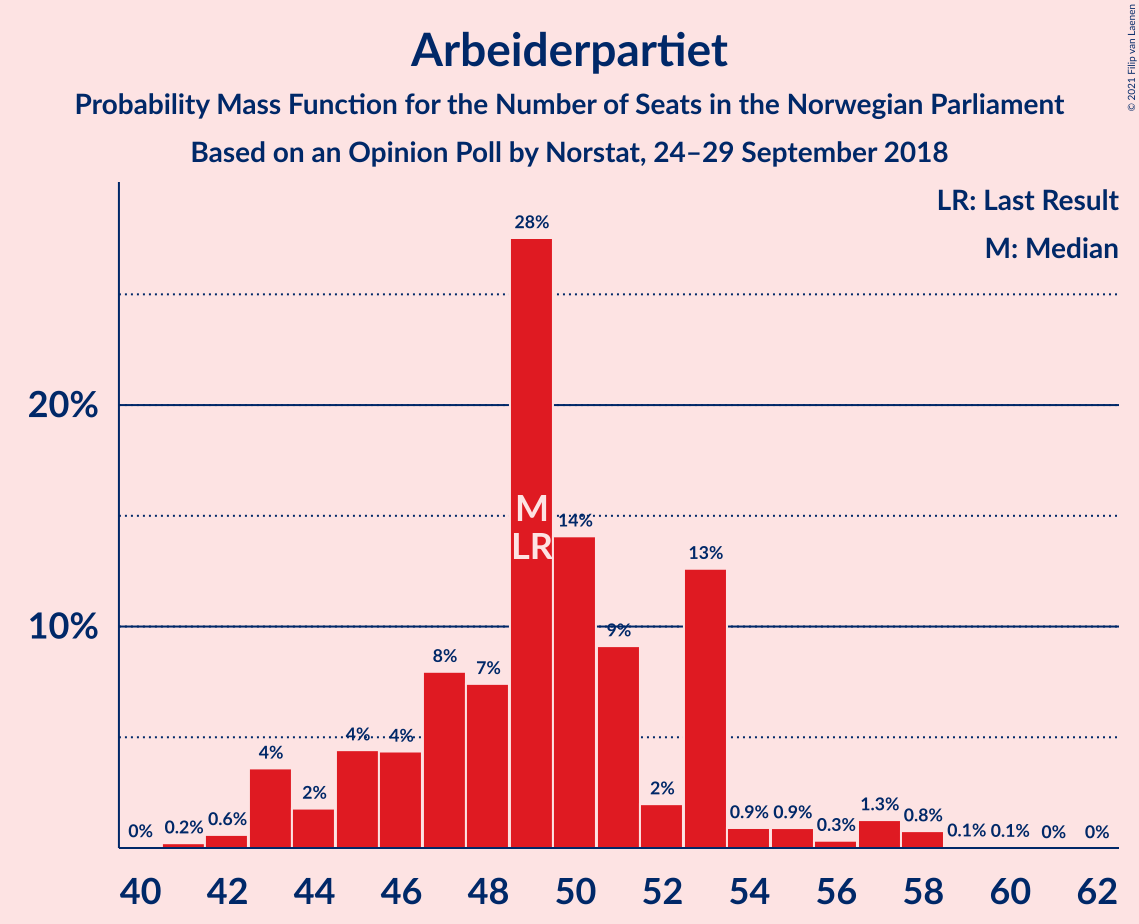 Arbeiderpartiet
Probability Mass Function for the Number of Seats in the Norwegian Parliament
Based on an Opinion Poll by Norstat, 24–29 September 2018
© 2021 Filip van Laenen
LR: Last Result
M: Median
20%
10%
0%
0.2%
0.6%
4%
2%
4%
4%
8%
7%
28%
M
LR
14%
9%
2%
13%
0.9%
0.9%
0.3%
1.3%
0.8%
0.1%
0.1%
0%
0%
40 42 44 46 48 50 52 54 56 58 60 62